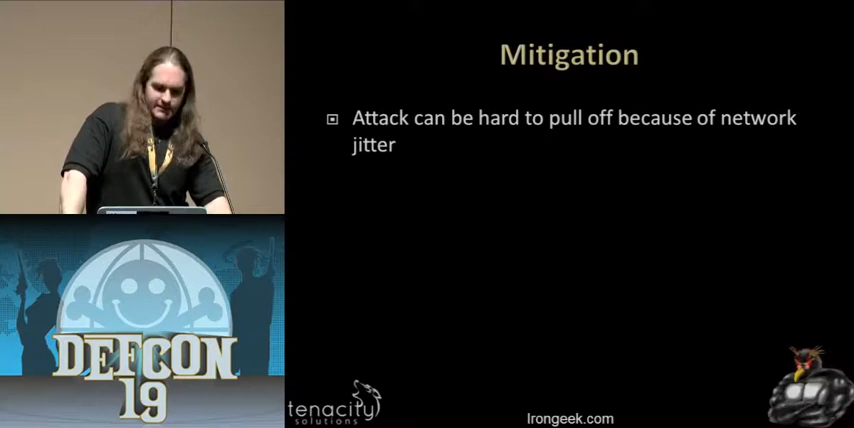 Mitigation
Attack can be hard to pull off because of network
jitter
DEFCON
19
tenacity
solutions
Irongeek.com